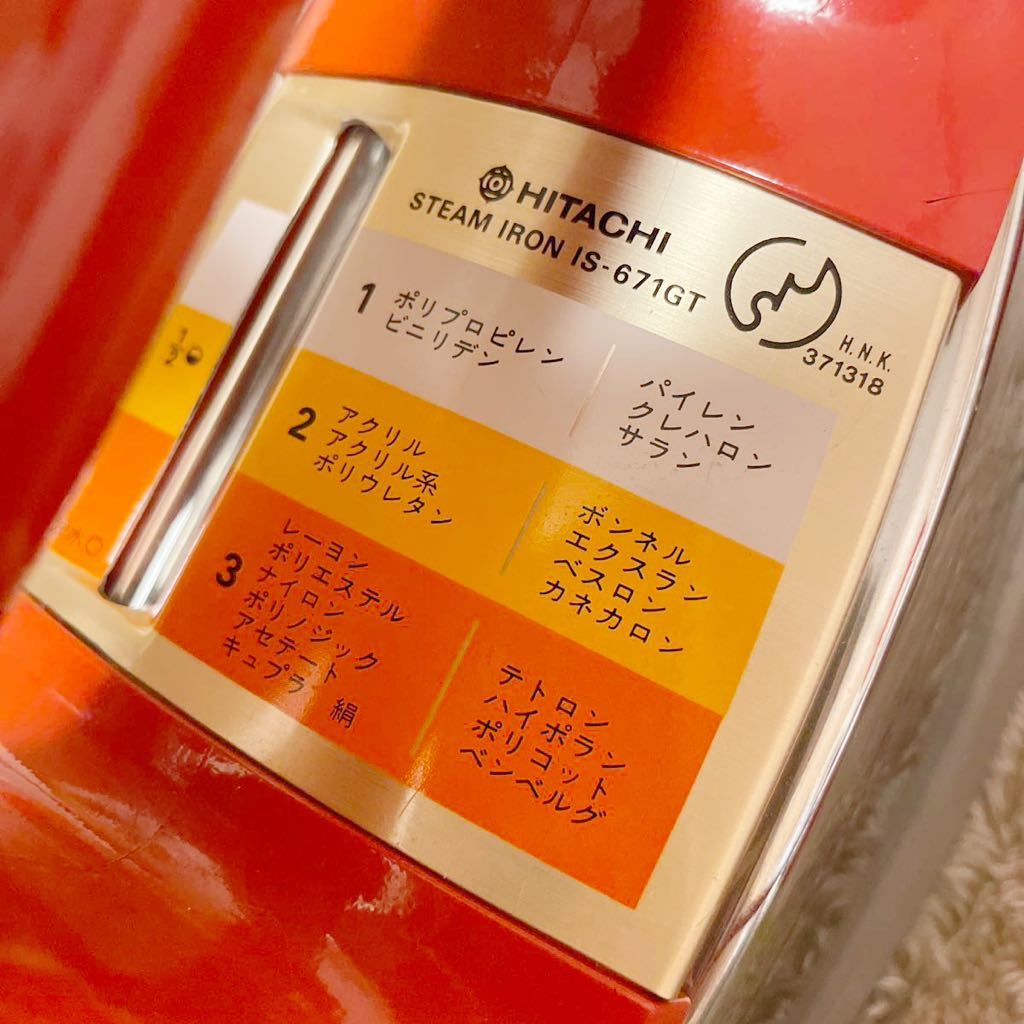 HITACHI
STEAM IRON IS-671GT
H.N.K.
371318
1
ポリプロピレン
ビニリデン
パイレン
クレハロン
サラン
2
アクリル
アクリル系
ポリウレタン
ボンネル
エクスラン
ベスロン
カネカロン
3
レーヨン
ポリエステル
ナイロン
ポリノジック
アセテート
キュプラ 絹
テトロン
ハイポラン
ポリコット
ベンベルグ
1/2